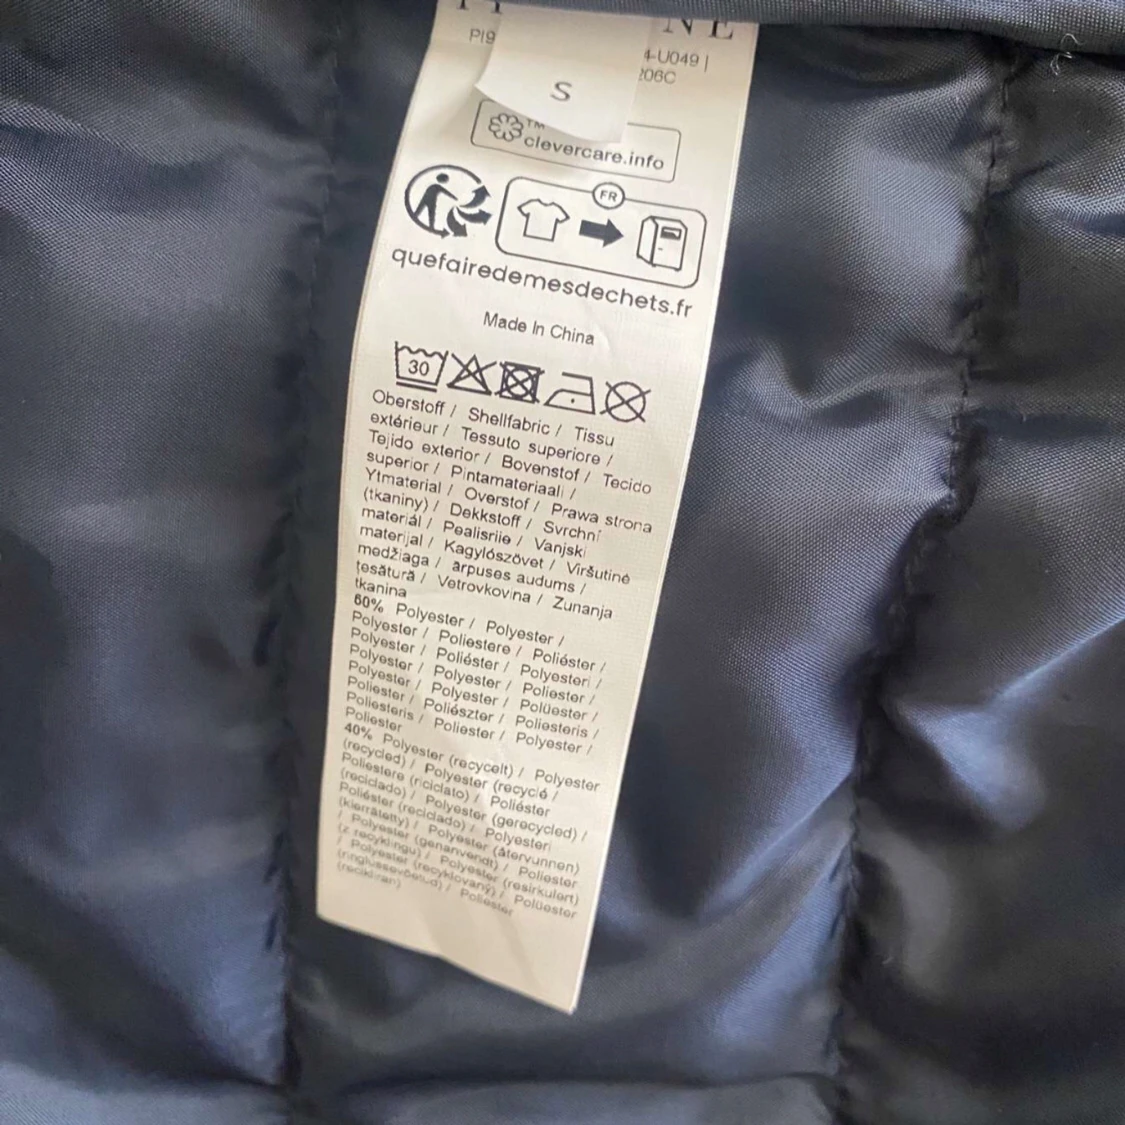 NE
PI9
4-U049 |
206C
S
TM
clevercare.info
FR
quefairedemesdechets.fr
Made In China
30
Oberstoff / Shellfabric / Tissu
extérieur / Tessuto superiore /
Tejido exterior / Bovenstof / Tecido
superior / Pintamateriaali /
Ytmaterial / Overstof / Prawa strona
(tkaniny) / Dekkstoff / Svrchní
materiál / Pealisriie / Vanjski
materijal / Kagylószövet / Viršutinė
medžiaga / ārpuses audums /
țesătură / Vetrovkovina / Zunanja
tkanina
60% Polyester / Polyester /
Polyester / Poliestere / Poliéster /
Polyester / Poliéster / Polyesteri /
Polyester / Polyester / Poliester /
Polyester / Polyester / Polüester /
Poliester / Poliészter / Poliesteris /
Poliesteris / Poliester / Polyester /
Poliester
40% Polyester (recycelt) / Polyester
(recycled) / Polyester (recyclé /
Poliestere (riciclato) / Poliéster
(reciclado) / Polyester (gerecycled) /
Poliéster (reciclado) / Polyesteri
(kierrätetty) / Polyester (återvunnen)
/ Polyester (genanvendt) / Poliester
(z recyklingu) / Polyester (resirkulert)
/ Polyester (recyklovaný) / Polüester
(ringlussevõetud) / Poliester
(recikliran)